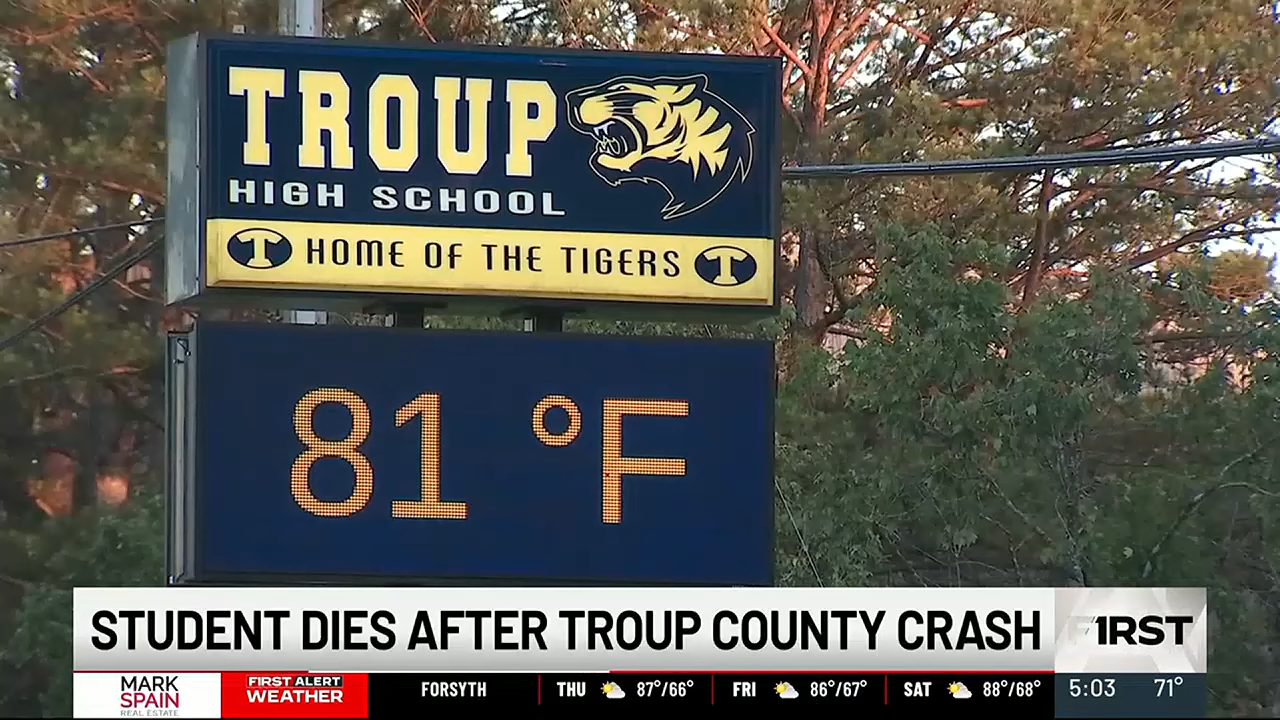 TROUP
HIGH SCHOOL
T HOME OF THE TIGERS T
81 °F
STUDENT DIES AFTER TROUP COUNTY CRASH
F1RST
MARK
SPAIN
REAL ESTATE
FIRST ALERT
WEATHER
FORSYTH THU 87°/66° FRI 86°/67° SAT 88°/68°
5:03 71°